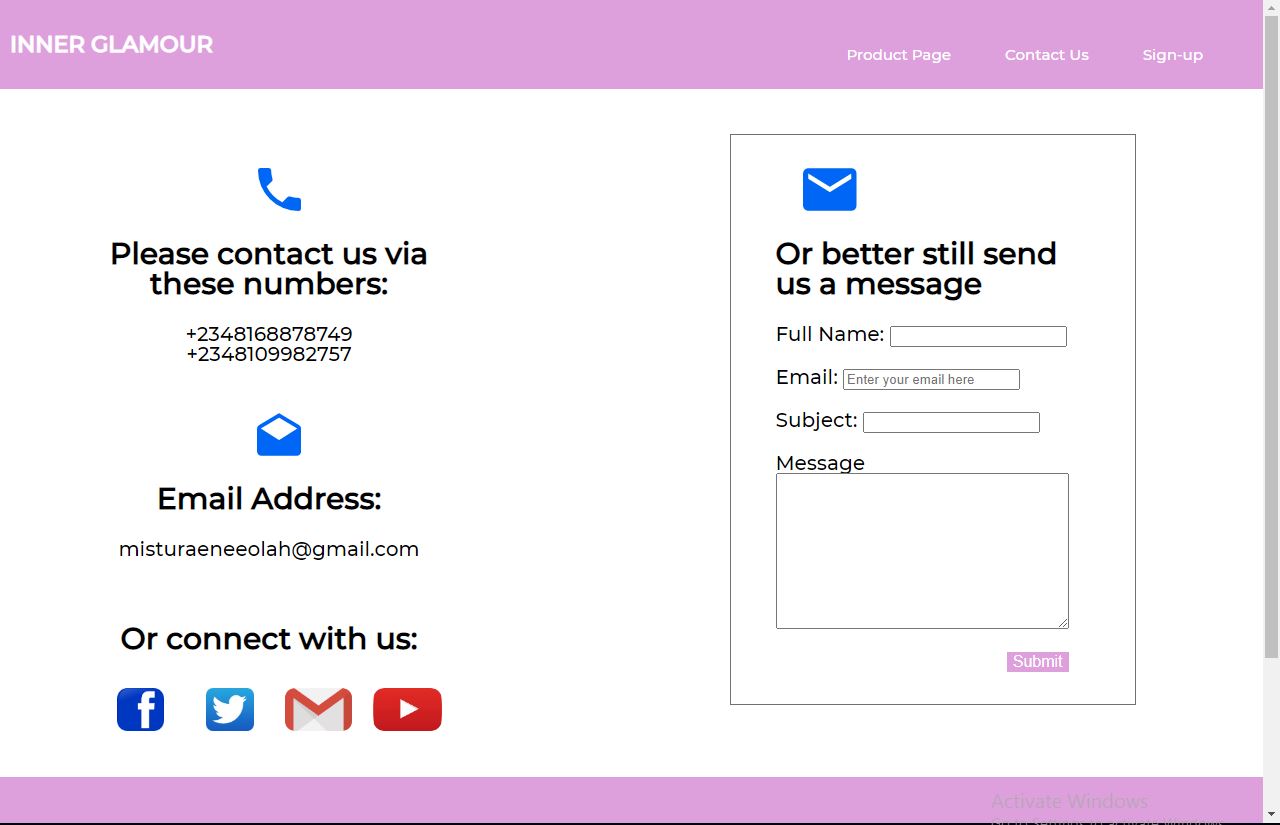 INNER GLAMOUR
Product Page
Contact Us
Sign-up
Please contact us via
these numbers:
+2348168878749
+2348109982757
Email Address:
misturaeneeolah@gmail.com
Or connect with us:
Or better still send
us a message
Full Name:
Email: Enter your email here
Subject:
Message
Submit
Activate Windows